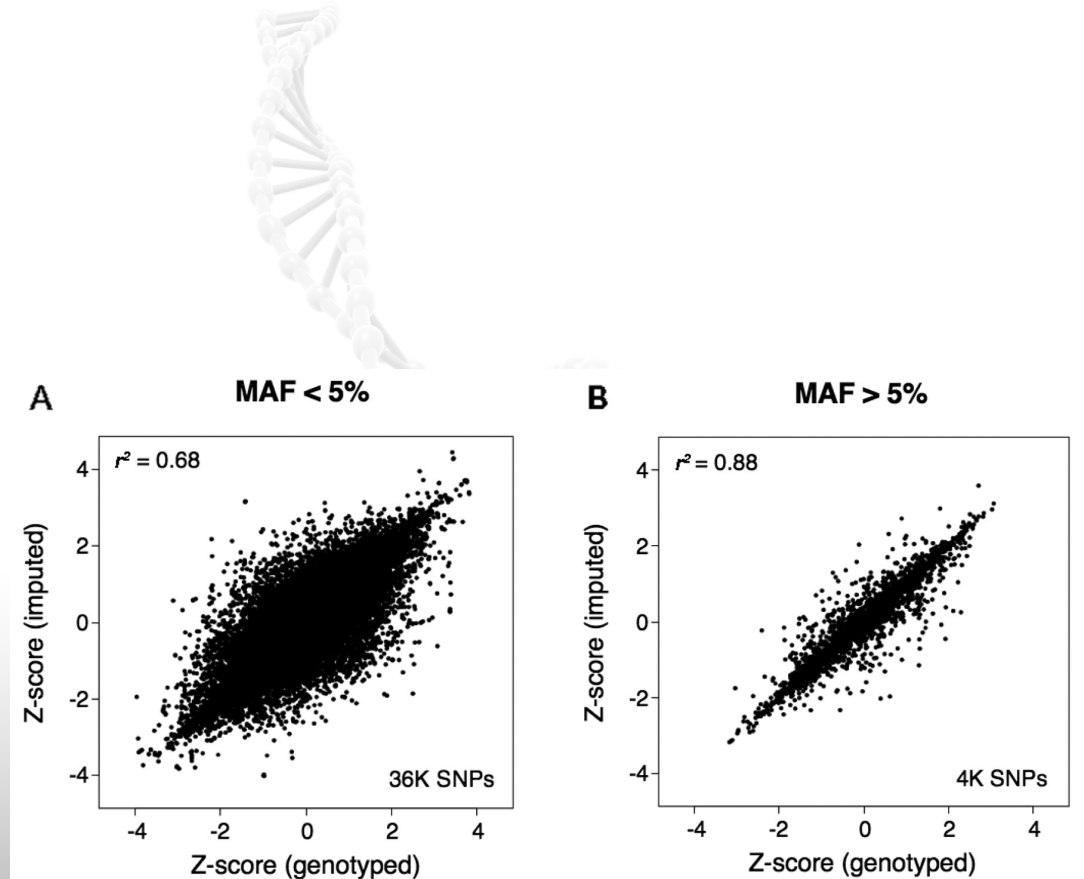 A
MAF < 5%
r² = 0.68
4
2
0
-2
-4
Z-score (imputed)
36K SNPs
-4 -2 0 2 4
Z-score (genotyped)
B
MAF > 5%
r² = 0.88
4
2
0
-2
-4
Z-score (imputed)
4K SNPs
-4 -2 0 2 4
Z-score (genotyped)